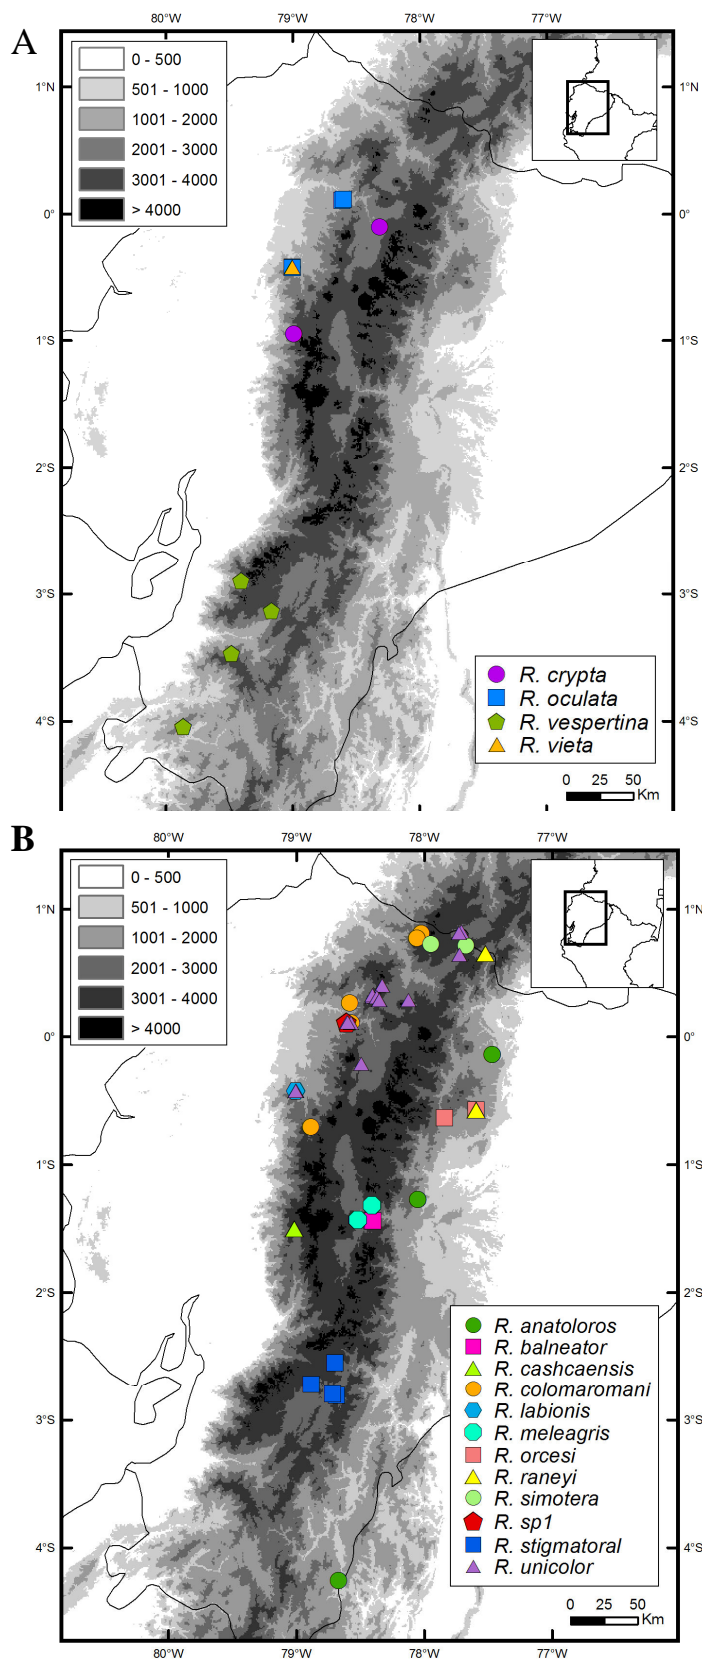 A
80°W 79°W 78°W 77°W
0 - 500
501 - 1000
1001 - 2000
2001 - 3000
3001 - 4000
> 4000
1°N 1°N
0° 0°
1°S 1°S
2°S 2°S
3°S 3°S
4°S 4°S
R. crypta
R. oculata
R. vespertina
R. vieta
0 25 50
Km
B
80°W 79°W 78°W 77°W
0 - 500
501 - 1000
1001 - 2000
2001 - 3000
3001 - 4000
> 4000
1°N 1°N
0° 0°
1°S 1°S
2°S 2°S
3°S 3°S
4°S 4°S
R. anatoloros
R. balneator
R. cashcaensis
R. colomaromani
R. labionis
R. meleagris
R. orcesi
R. raneyi
R. simotera
R. sp1
R. stigmatoral
R. unicolor
0 25 50
Km
80°W 79°W 78°W 77°W